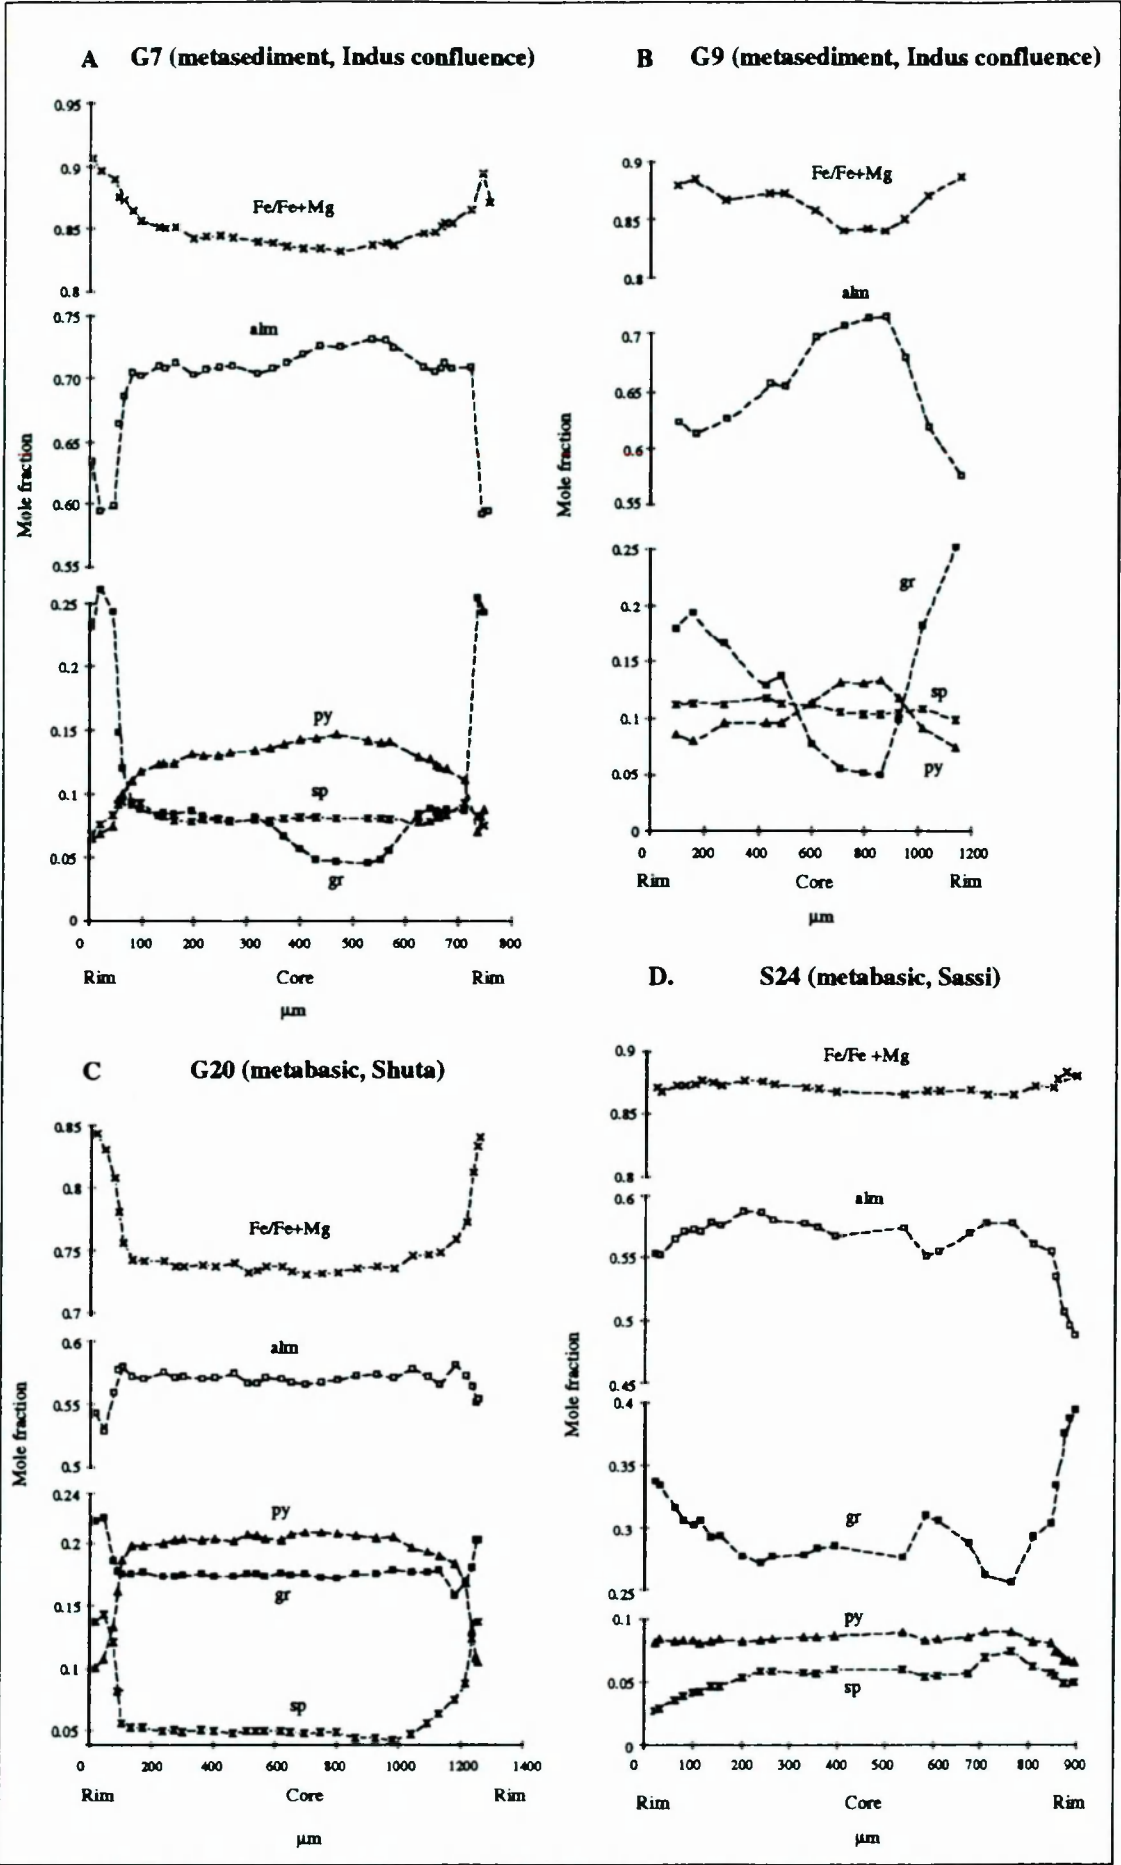 A G7 (metasediment, Indus confluence)
0.95
0.9
0.85
0.8
Fe/Fe+Mg
0.75
0.70
0.65
0.60
0.55
alm
Mole fraction
0.25
0.2
0.15
0.1
0.05
0
py
sp
gr
0 100 200 300 400 500 600 700 800
Rim Core Rim
μm
B G9 (metasediment, Indus confluence)
0.9
0.85
0.8
Fe/Fe+Mg
alm
0.7
0.65
0.6
0.55
Mole fraction
0.25
0.2
0.15
0.1
0.05
0
gr
sp
py
0 200 400 600 800 1000 1200
Rim Core Rim
μm
C G20 (metabasic, Shuta)
0.85
0.8
0.75
0.7
Fe/Fe+Mg
0.6
0.55
0.5
alm
Mole fraction
0.24
0.2
0.15
0.1
0.05
py
gr
sp
0 200 400 600 800 1000 1200 1400
Rim Core Rim
μm
D. S24 (metabasic, Sassi)
0.9
0.85
0.8
Fe/Fe +Mg
0.6
0.55
0.5
0.45
alm
Mole fraction
0.4
0.35
0.3
0.25
gr
0.1
0.05
0
py
sp
0 100 200 300 400 500 600 700 800 900
Rim Core Rim
μm